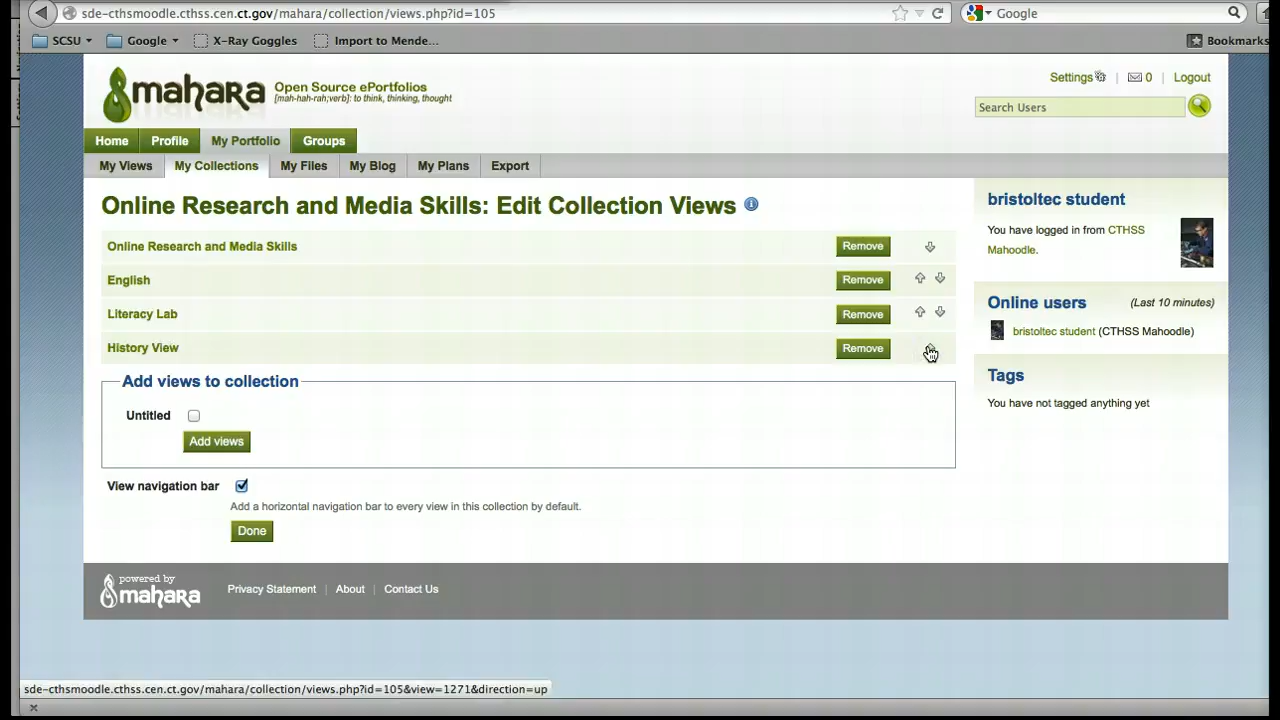 sde-cthsmoodle.cthss.cen.ct.gov/mahara/collection/views.php?id=105
Google
SCSU
Google
X-Ray Goggles
Import to Mende...
Bookmarks
mahara
Open Source ePortfolios
[mah-hah-rah;verb]: to think, thinking, thought
Settings | 0 | Logout
Search Users
Home
Profile
My Portfolio
Groups
My Views
My Collections
My Files
My Blog
My Plans
Export
Online Research and Media Skills: Edit Collection Views
Online Research and Media Skills
Remove
English
Remove
Literacy Lab
Remove
History View
Remove
Add views to collection
Untitled
Add views
View navigation bar
Add a horizontal navigation bar to every view in this collection by default.
Done
bristoltec student
You have logged in from CTHSS
Mahoodle.
Online users
(Last 10 minutes)
bristoltec student (CTHSS Mahoodle)
Tags
You have not tagged anything yet
powered by
mahara
Privacy Statement | About | Contact Us
sde-cthsmoodle.cthss.cen.ct.gov/mahara/collection/views.php?id=105&view=1271&direction=up